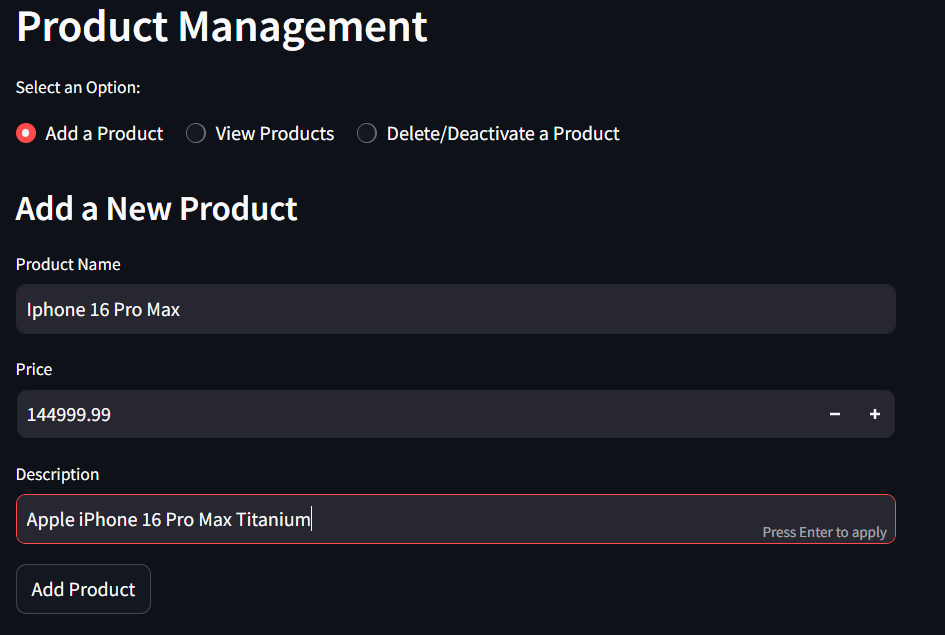 Product Management
Select an Option:
Add a Product View Products Delete/Deactivate a Product
Add a New Product
Product Name
Iphone 16 Pro Max
Price
144999.99
Description
Apple iPhone 16 Pro Max Titanium
Press Enter to apply
Add Product